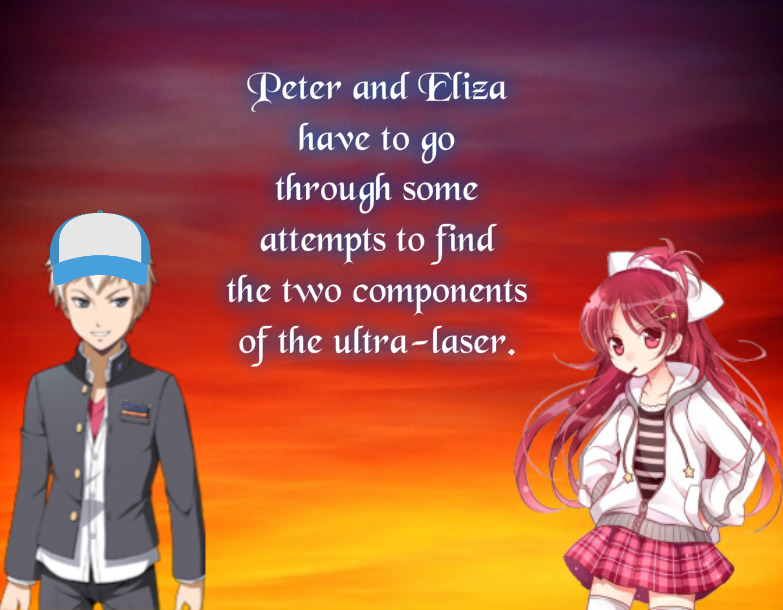 Peter and Eliza
have to go
through some
attempts to find
the two components
of the ultra-laser.